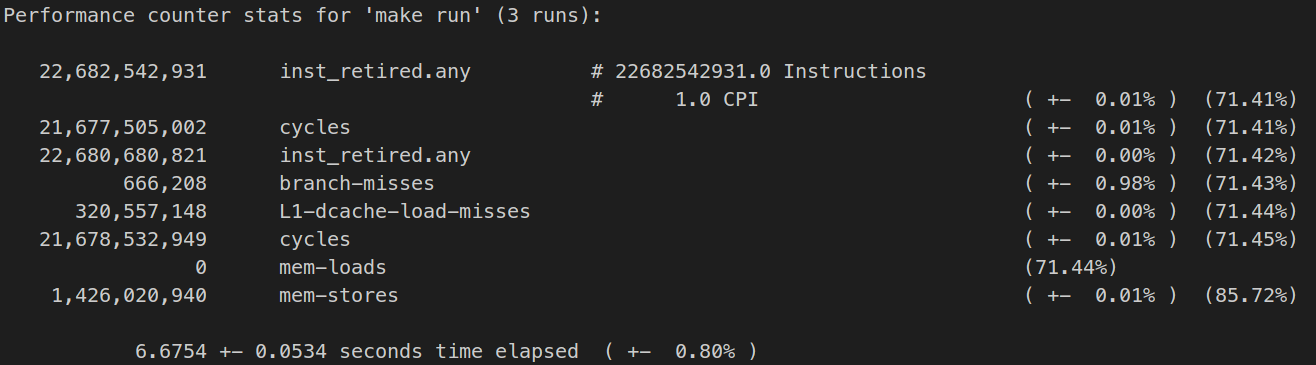 Performance counter stats for 'make run' (3 runs):
22,682,542,931 inst_retired.any # 22682542931.0 Instructions
# 1.0 CPI ( +- 0.01% ) (71.41%)
21,677,505,002 cycles ( +- 0.01% ) (71.41%)
22,680,680,821 inst_retired.any ( +- 0.00% ) (71.42%)
666,208 branch-misses ( +- 0.98% ) (71.43%)
320,557,148 L1-dcache-load-misses ( +- 0.00% ) (71.44%)
21,678,532,949 cycles ( +- 0.01% ) (71.45%)
0 mem-loads (71.44%)
1,426,020,940 mem-stores ( +- 0.01% ) (85.72%)
6.6754 +- 0.0534 seconds time elapsed ( +- 0.80% )